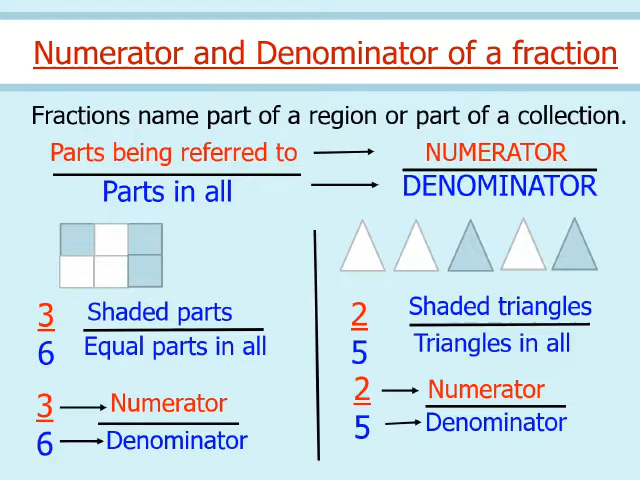 Numerator and Denominator of a fraction
Fractions name part of a region or part of a collection.
Parts being referred to
Parts in all
NUMERATOR
DENOMINATOR
3
6
Shaded parts
Equal parts in all
3
6
Numerator
Denominator
2
5
Shaded triangles
Triangles in all
2
5
Numerator
Denominator